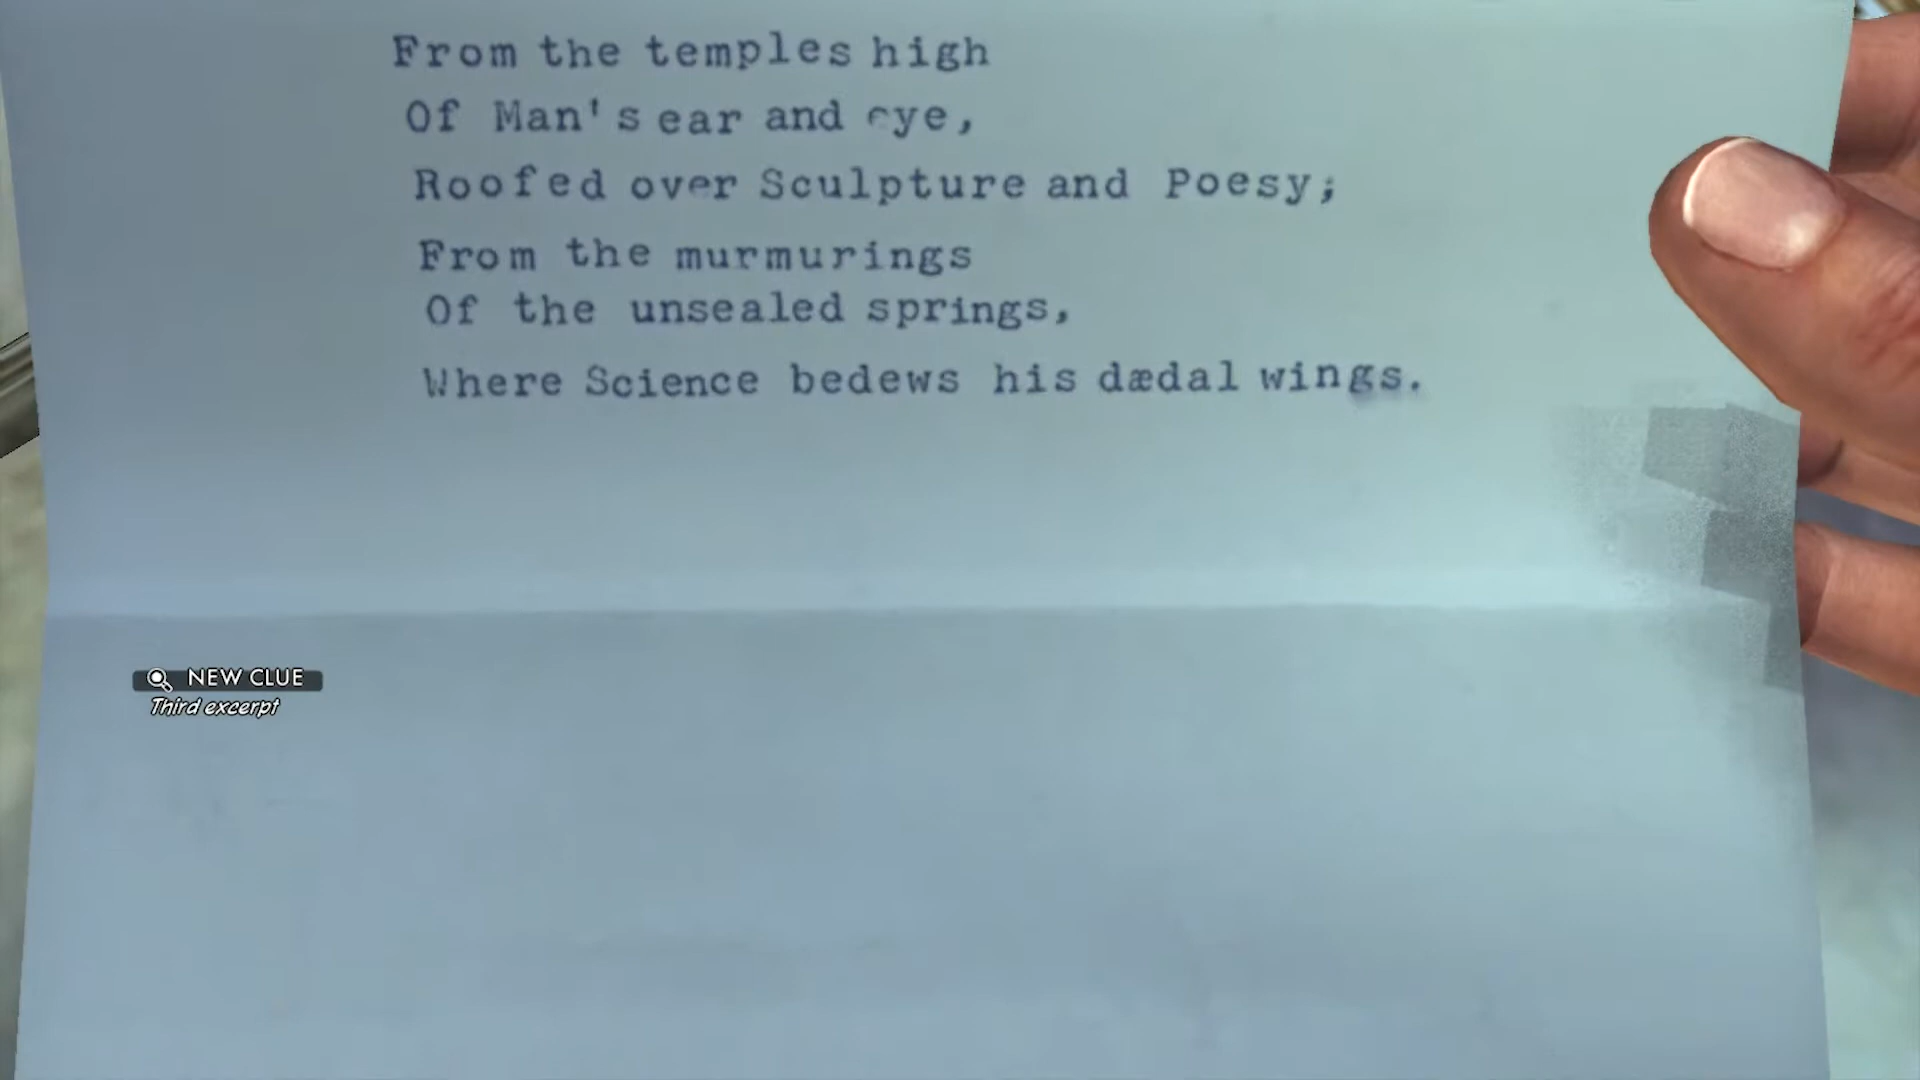 From the temples high
Of Man's ear and eye,
Roofed over Sculpture and Poesy;
From the murmurings
Of the unsealed springs,
Where Science bedews his dædal wings.
NEW CLUE
Third excerpt